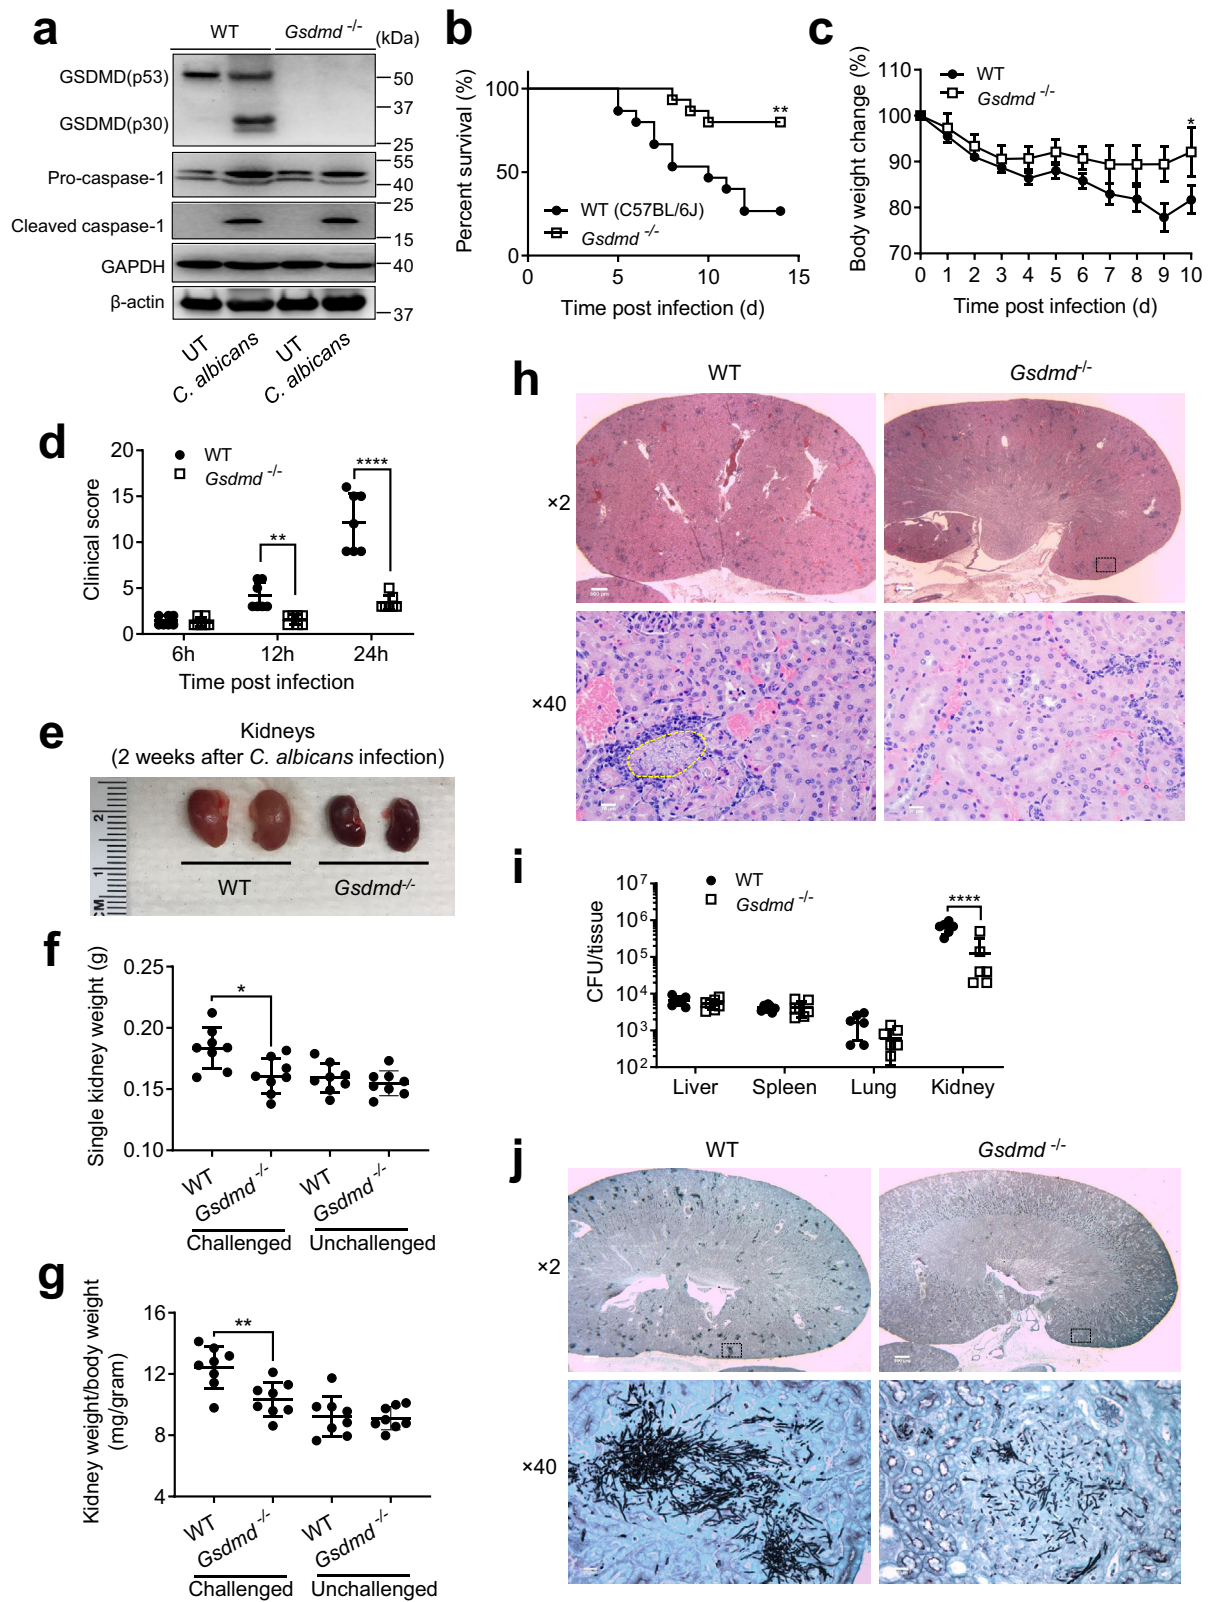 a
WT
Gsdmd -/-
(kDa)
GSDMD(p53)
GSDMD(p30)
Pro-caspase-1
Cleaved caspase-1
GAPDH
β-actin
50
37
25
55
40
25
15
40
37
UT
C. albicans
UT
C. albicans
b
Percent survival (%)
100
50
0
**
WT (C57BL/6J)
Gsdmd -/-
0 5 10 15
Time post infection (d)
c
Body weight change (%)
110
100
90
80
70
WT
Gsdmd -/-
*
0 1 2 3 4 5 6 7 8 9 10
Time post infection (d)
d
Clinical score
20
15
10
5
0
WT
Gsdmd -/-
**
****
6h 12h 24h
Time post infection
e
Kidneys
(2 weeks after C. albicans infection)
2
1
CM
WT
Gsdmd-/-
f
Single kidney weight (g)
0.25
0.20
0.15
0.10
*
WT
Gsdmd -/-
WT
Gsdmd -/-
Challenged
Unchallenged
g
Kidney weight/body weight
(mg/gram)
16
12
8
4
**
WT
Gsdmd -/-
WT
Gsdmd -/-
Challenged
Unchallenged
h
WT
Gsdmd-/-
×2
×40
i
CFU/tissue
10⁷
10⁶
10⁵
10⁴
10³
10²
WT
Gsdmd -/-
****
Liver Spleen Lung Kidney
j
WT
Gsdmd -/-
×2
×40